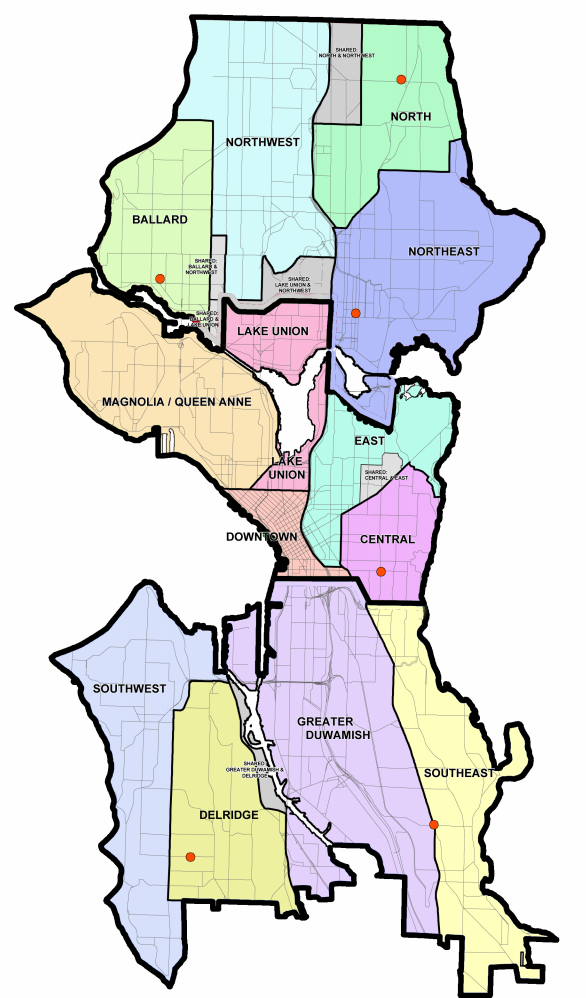 SHARED:
NORTH & NORTHWEST
NORTH
NORTHWEST
BALLARD
NORTHEAST
SHARED:
BALLARD &
NORTHWEST
SHARED:
LAKE UNION &
NORTHWEST
SHARED:
BALLARD &
LAKE UNION
LAKE UNION
MAGNOLIA / QUEEN ANNE
EAST
LAKE
UNION
SHARED:
CENTRAL & EAST
DOWNTOWN
CENTRAL
SOUTHWEST
GREATER
DUWAMISH
SHARED:
GREATER DUWAMISH &
DELRIDGE
SOUTHEAST
DELRIDGE